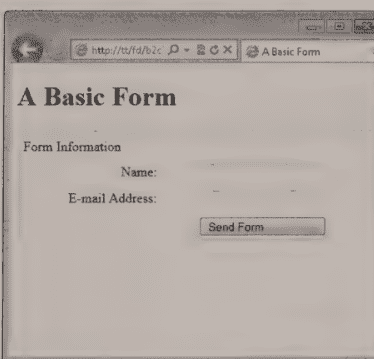 http://tt/fd/b2c
A Basic Form
A Basic Form
Form Information
Name:
E-mail Address:
Send Form